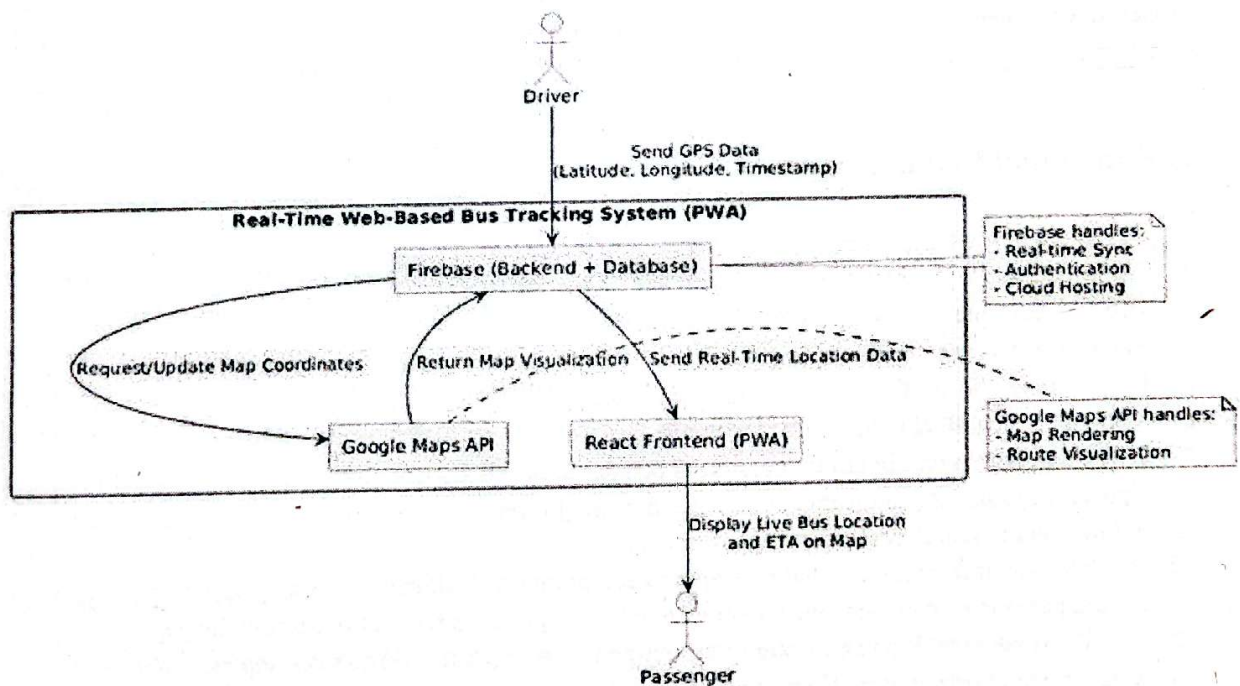 Driver
Send GPS Data
(Latitude, Longitude, Timestamp)
Real-Time Web-Based Bus Tracking System (PWA)
Firebase (Backend + Database)
Firebase handles:
- Real-time Sync
- Authentication
- Cloud Hosting
Request/Update Map Coordinates
Return Map Visualization
Send Real-Time Location Data
Google Maps API
React Frontend (PWA)
Google Maps API handles:
- Map Rendering
- Route Visualization
Display Live Bus Location
and ETA on Map
Passenger